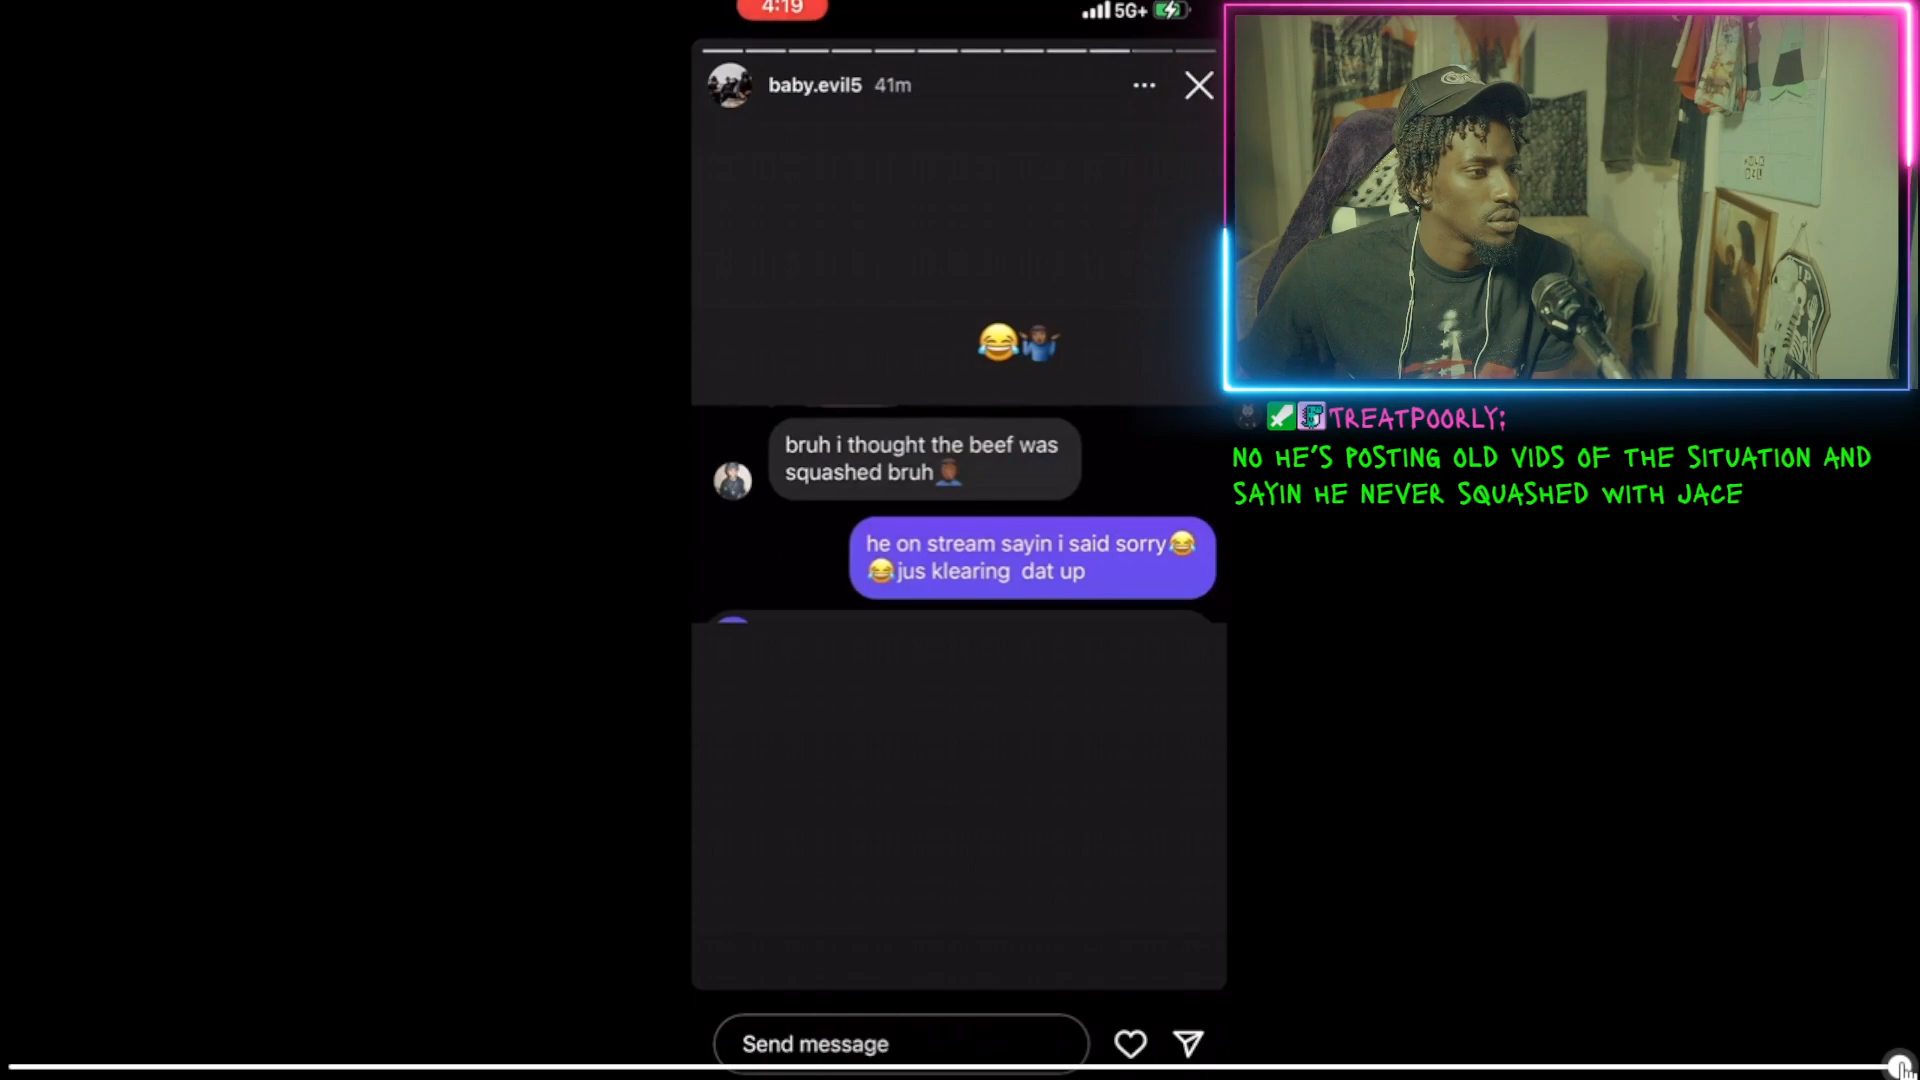 4:19
5G+
baby.evil5 41m
😂🤷🏿‍♂️
bruh i thought the beef was
squashed bruh🤦🏿‍♂️
he on stream sayin i said sorry😂
😂jus klearing dat up
Send message
TREATPOORLY:
NO HE'S POSTING OLD VIDS OF THE SITUATION AND
SAYIN HE NEVER SQUASHED WITH JACE